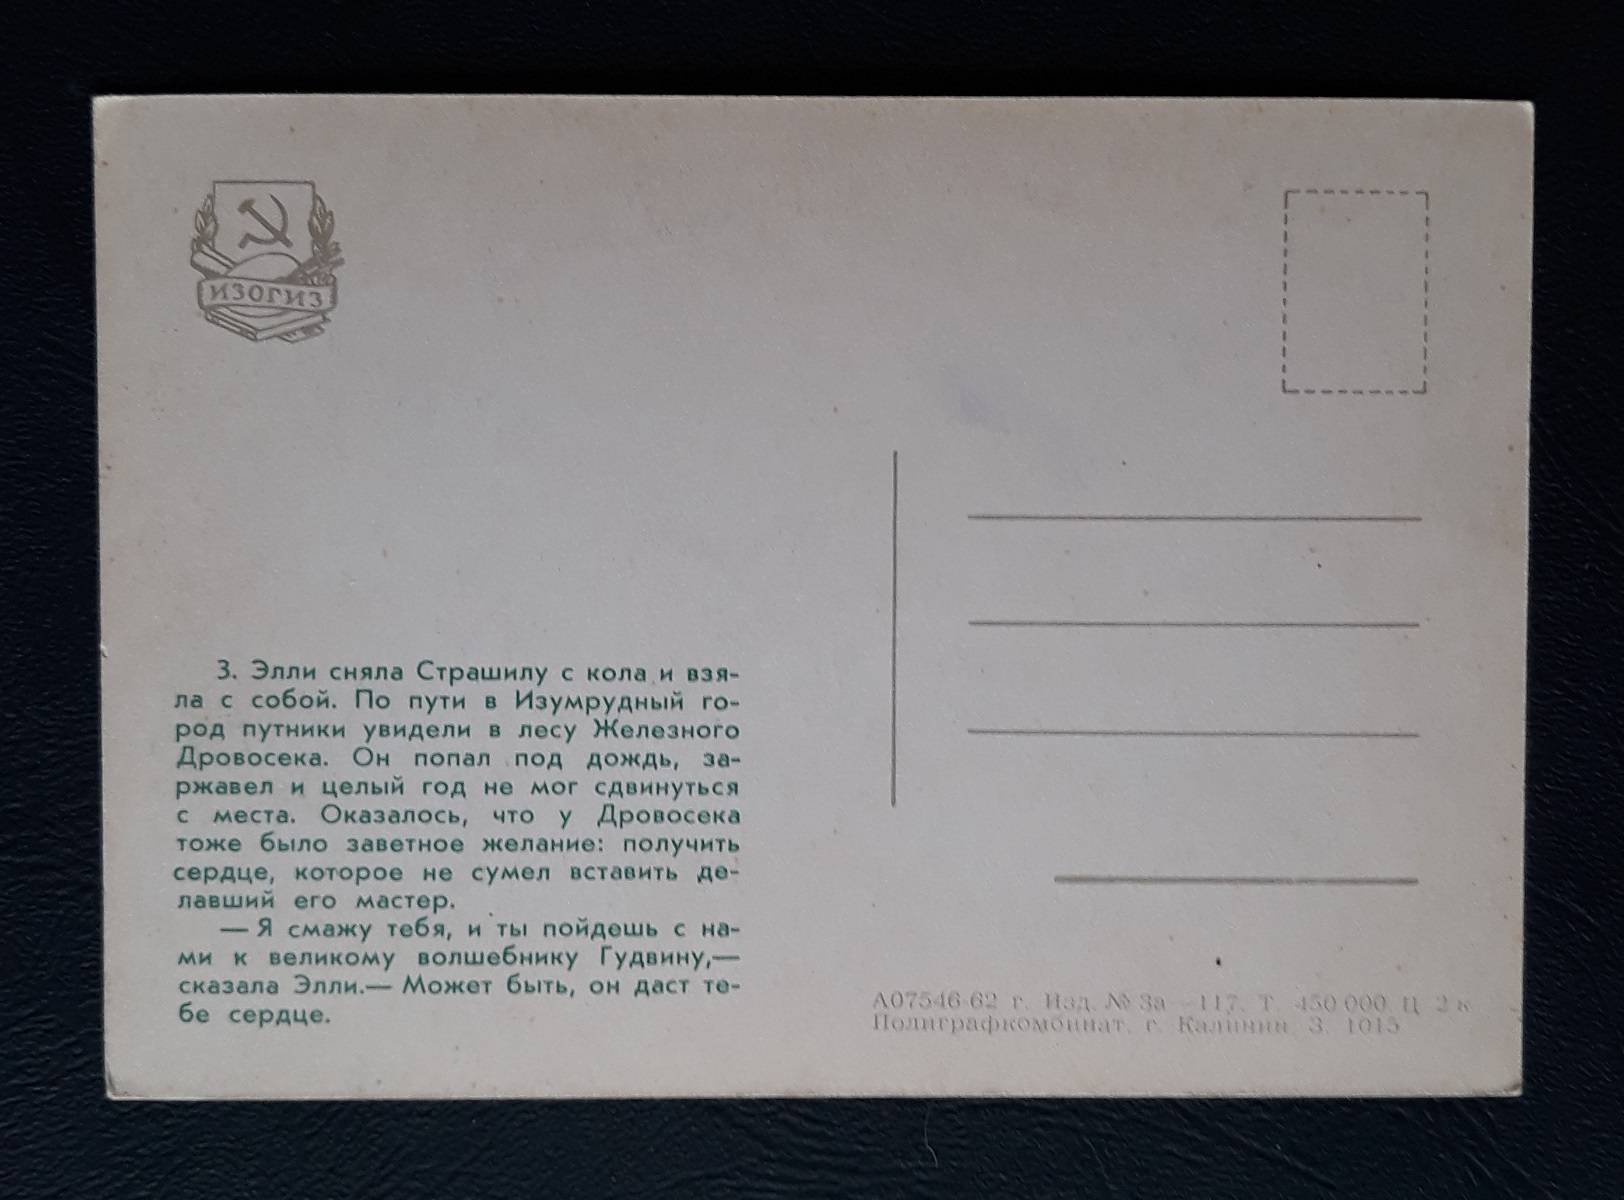 ИЗОГИЗ
3. Элли сняла Страшилу с кола и взя-
ла с собой. По пути в Изумрудный го-
род путники увидели в лесу Железного
Дровосека. Он попал под дождь, за-
ржавел и целый год не мог сдвинуться
с места. Оказалось, что у Дровосека
тоже было заветное желание: получить
сердце, которое не сумел вставить де-
лавший его мастер.
— Я смажу тебя, и ты пойдешь с на-
ми к великому волшебнику Гудвину,—
сказала Элли.— Может быть, он даст те-
бе сердце.
А07546-62 г. Изд. № 3а—117. Т. 450 000. Ц. 2 к
Полиграфкомбинат, г. Калинин. З. 1015